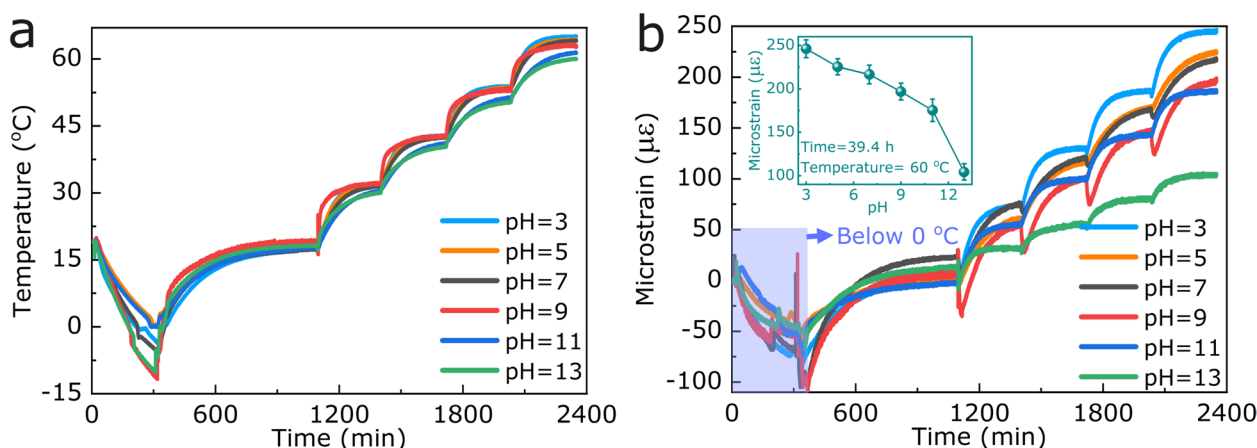 a
Temperature (°C)
60
45
30
15
0
-15
0
600
1200
1800
2400
Time (min)
pH=3
pH=5
pH=7
pH=9
pH=11
pH=13
b
Microstrain (με)
250
200
150
100
50
0
-50
-100
0
600
1200
1800
2400
Time (min)
Below 0 °C
pH=3
pH=5
pH=7
pH=9
pH=11
pH=13
Microstrain (με)
250
200
150
100
3
6
9
12
pH
Time=39.4 h
Temperature= 60 °C